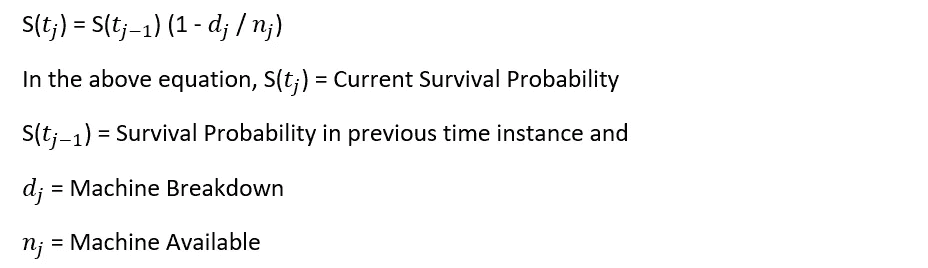 S(t_j) = S(t_{j−1}) (1 - d_j / n_j)
In the above equation, S(t_j) = Current Survival Probability
S(t_{j−1}) = Survival Probability in previous time instance and
d_j = Machine Breakdown
n_j = Machine Available